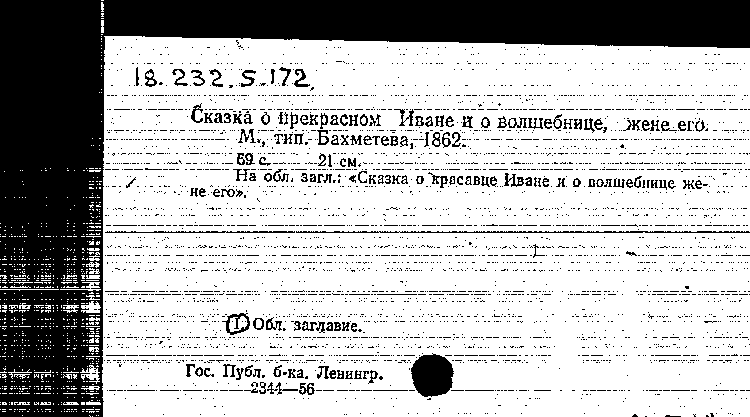 18.232.5.172.
Сказка о прекрасном Иване и о волшебнице, жене его.
М., тип. Бахметева, 1862.
69 с. 21 см.
На обл. загл.: «Сказка о красавце Иване и о волшебнице же-
не его».
I Обл. заглавие.
Гос. Публ. б-ка. Ленингр.
2344—56